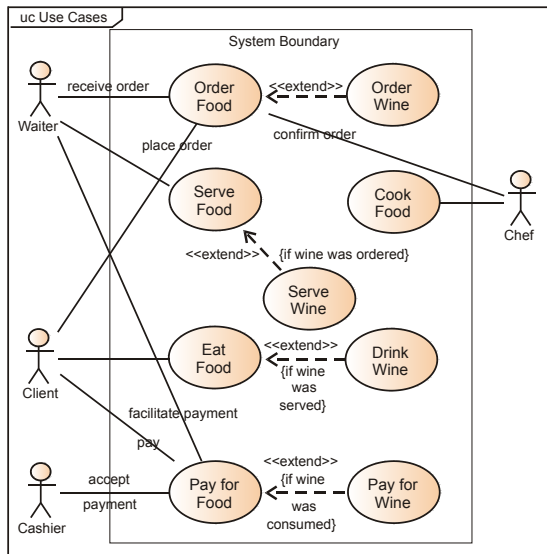 uc Use Cases
System Boundary
receive order
Order
Food
<<extend>>
Order
Wine
Waiter
place order
confirm order
Serve
Food
Cook
Food
Chef
<<extend>>
{if wine was ordered}
Serve
Wine
Client
Eat
Food
<<extend>>
{if wine
was
served}
Drink
Wine
facilitate payment
pay
accept
payment
Cashier
Pay for
Food
<<extend>>
{if wine
was
consumed}
Pay for
Wine